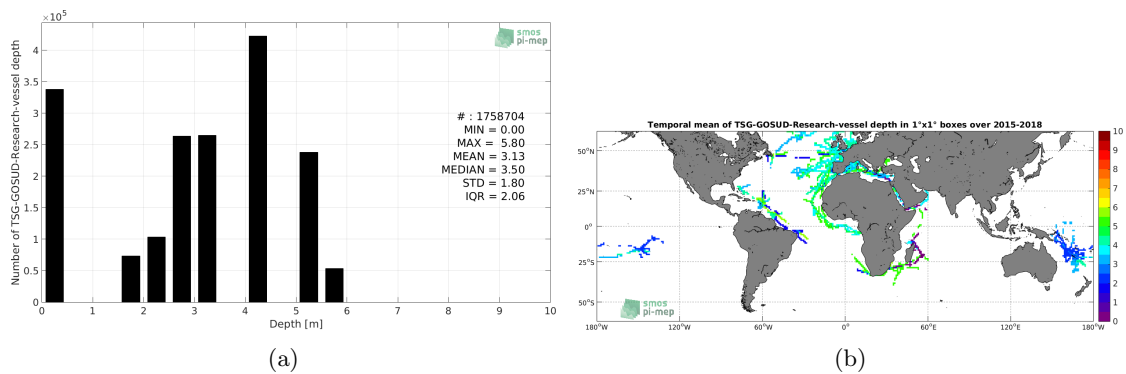 ×10⁵
4
3.5
3
2.5
2
1.5
1
0.5
0
Number of TSG-GOSUD-Research-vessel depth
smos
pi-mep
# : 1758704
MIN = 0.00
MAX = 5.80
MEAN = 3.13
MEDIAN = 3.50
STD = 1.80
IQR = 2.06
0 1 2 3 4 5 6 7 8 9 10
Depth [m]
(a)
Temporal mean of TSG-GOSUD-Research-vessel depth in 1°x1° boxes over 2015-2018
50°N
25°N
0°
25°S
50°S
smos
pi-mep
180°W 120°W 60°W 0° 60°E 120°E 180°W
10
9
8
7
6
5
4
3
2
1
0
(b)